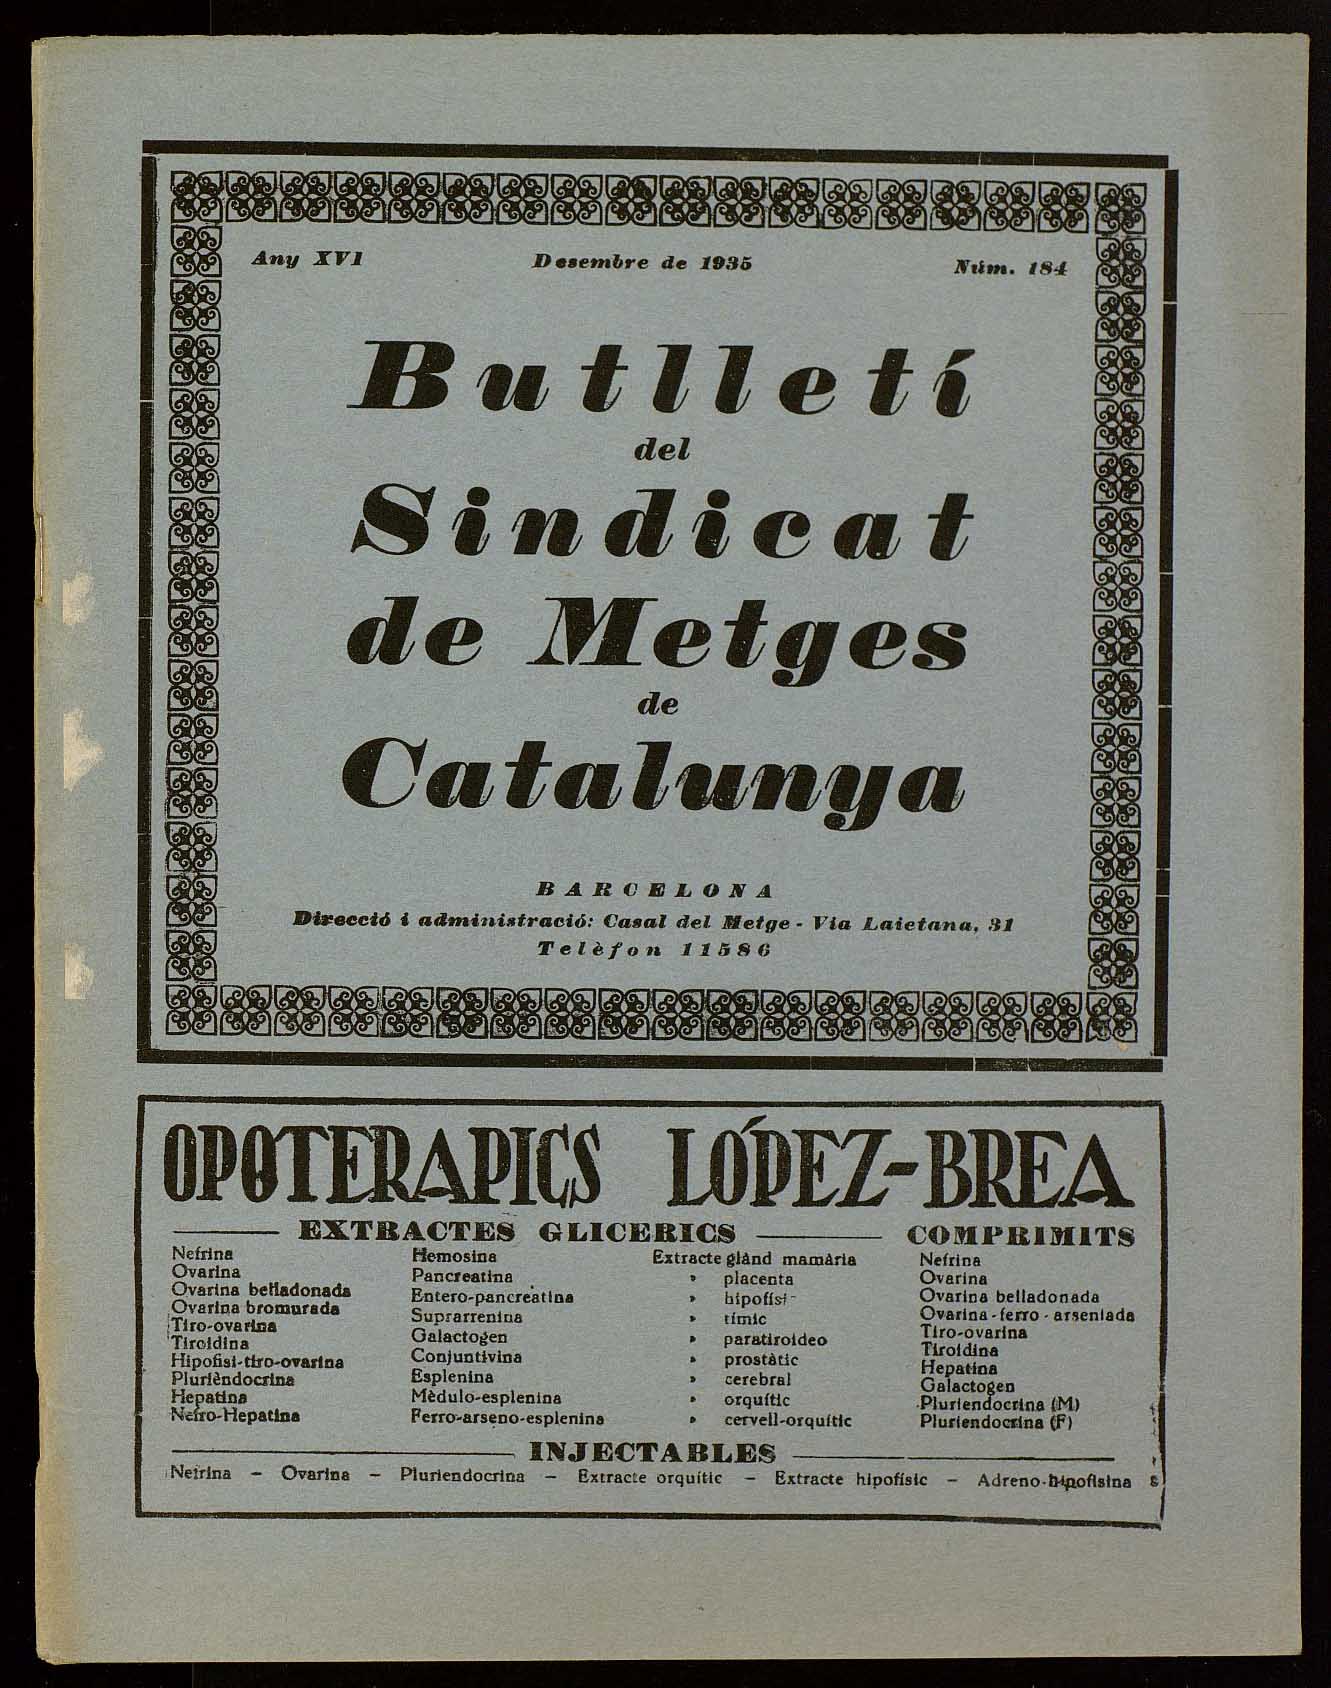 Any XVI Desembre de 1935 Núm. 184
Butlletí
del
Sindicat
de Metges
de
Catalunya
BARCELONA
Direcció i administració: Casal del Metge - Via Laietana, 31
Telèfon 11586
OPOTERAPICS LÓPEZ-BREA
EXTRACTES GLICERICS
Nefrina
Ovarina
Ovarina belladonada
Ovarina bromurada
Tiro-ovarina
Tiroidina
Hipofisi-tiro-ovarina
Plurièndocrina
Hepatina
Nefro-Hepatina
Hemosina
Pancreatina
Entero-pancreatina
Suprarrenina
Galactogen
Conjuntivina
Esplenina
Mèdulo-esplenina
Ferro-arseno-esplenina
Extracte glànd mamària
» placenta
» hipofísi
» tímic
» paratiroideo
» prostàtic
» cerebral
» orquític
» cervell-orquític
COMPRIMITS
Nefrina
Ovarina
Ovarina belladonada
Ovarina-ferro-arseniada
Tiro-ovarina
Tiroidina
Hepatina
Galactogen
Pluriendocrina (M)
Pluriendocrina (F)
INJECTABLES
Nefrina - Ovarina - Pluriendocrina - Extracte orquític - Extracte hipofísic - Adreno-hipofisina